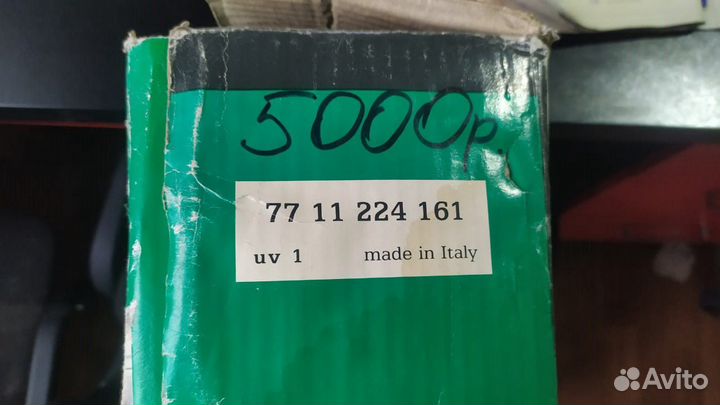 5000р.
77 11 224 161
uv 1 made in Italy
Avito